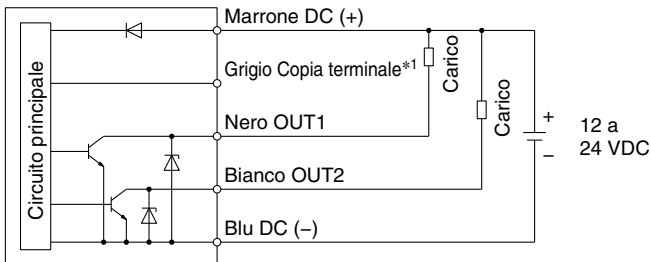 Marrone DC (+)
Grigio Copia terminale*1
Nero OUT1
Bianco OUT2
Blu DC (−)
Circuito principale
Carico
Carico
+
−
12 a
24 VDC